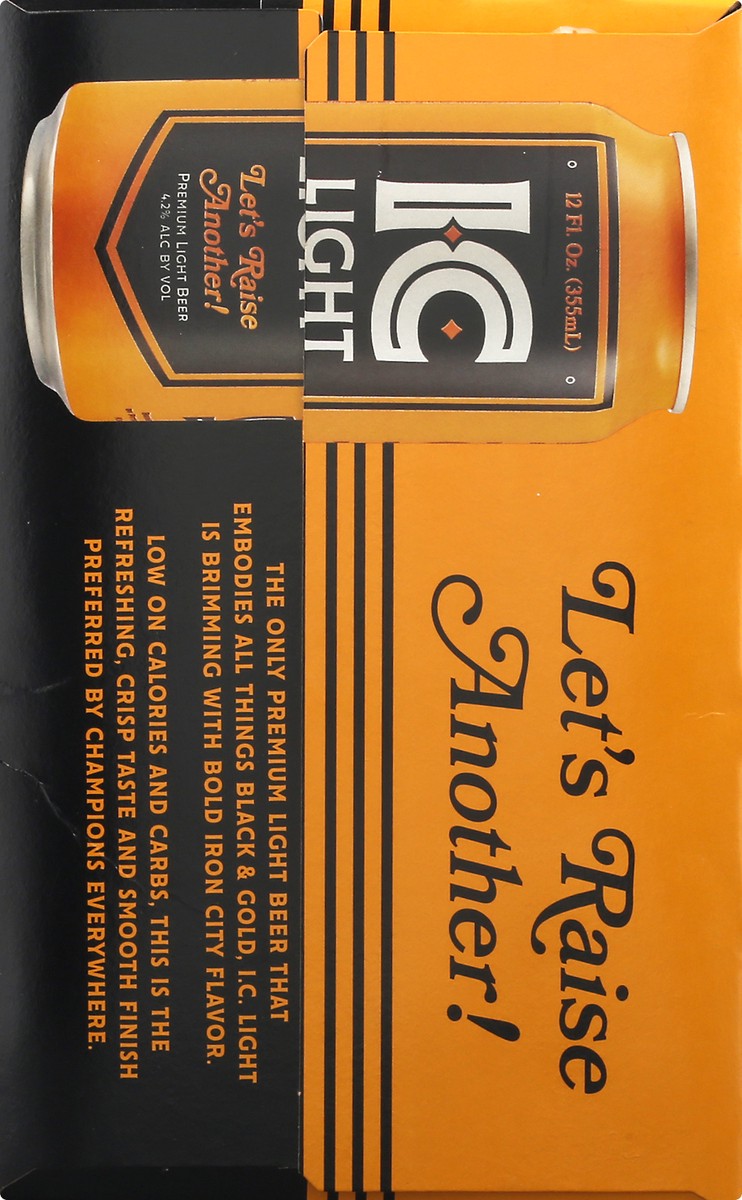 12 Fl. Oz. (355mL)
IC
LIGHT
Let's Raise
Another!
PREMIUM LIGHT BEER
4.2% ALC BY VOL
Let's Raise
Another!
THE ONLY PREMIUM LIGHT BEER THAT
EMBODIES ALL THINGS BLACK & GOLD, I.C. LIGHT
IS BRIMMING WITH BOLD IRON CITY FLAVOR.
LOW ON CALORIES AND CARBS, THIS IS THE
REFRESHING, CRISP TASTE AND SMOOTH FINISH
PREFERRED BY CHAMPIONS EVERYWHERE.